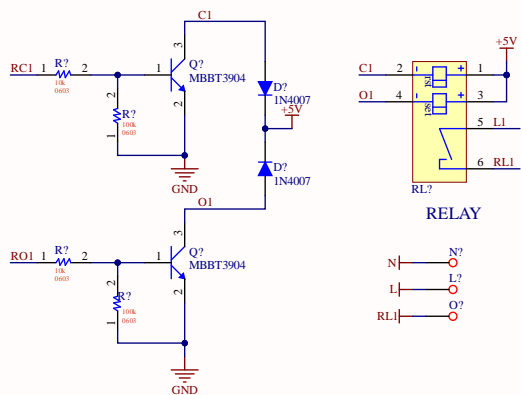 C1
3
Q?
MBBT3904
RC1 1 R? 2 1
10k
0603
2
2
R?
100k
0603
1
GND
D?
1N4007
+5V
D?
1N4007
O1
3
Q?
MBBT3904
RO1 1 R? 2 1
10k
0603
2
2
R?
100k
0603
1
GND
+5V
C1 2 - rst + 1
O1 4 - set + 3
5 L1
6 RL1
RL?
RELAY
N N?
L L?
RL1 O?